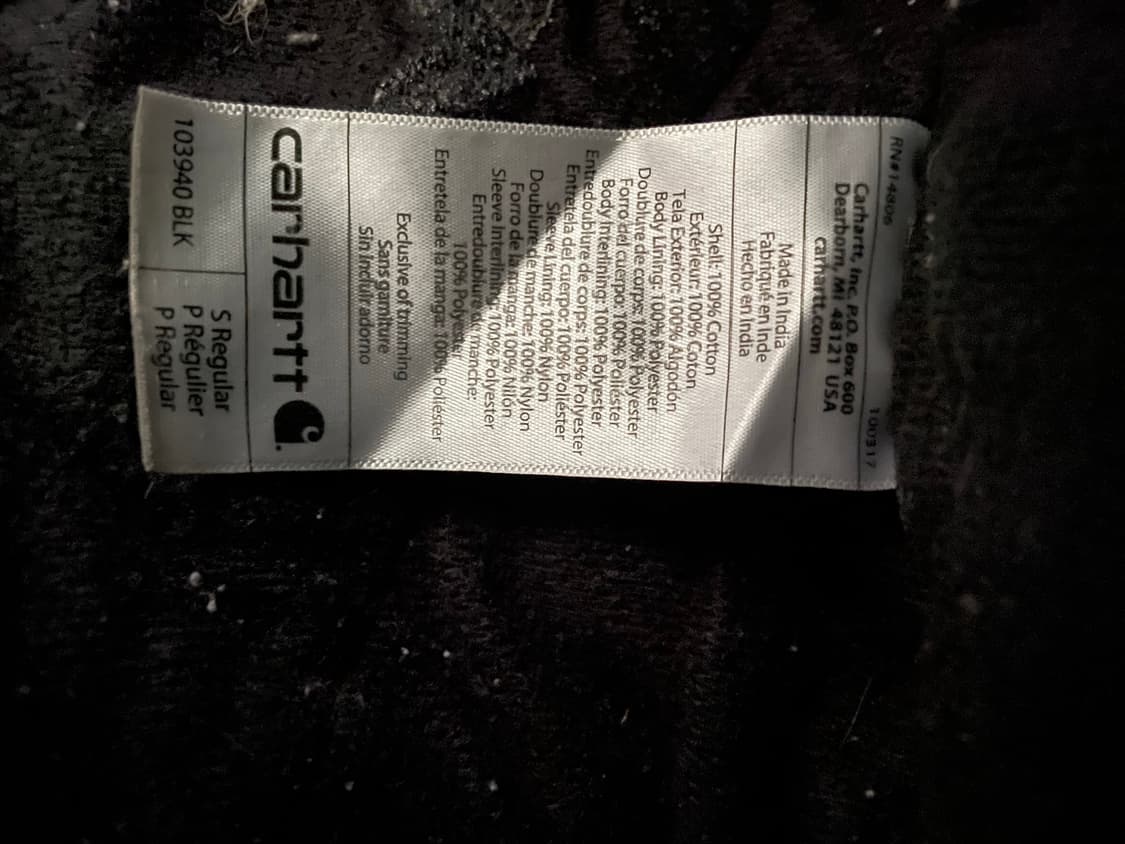 RN# 14806
100317
Carhartt, Inc. P.O. Box 600
Dearborn, MI 48121 USA
carhartt.com
Made in India
Fabriqué en Inde
Hecho en India
Shell: 100% Cotton
Extérieur: 100% Coton
Tela Exterior: 100% Algodón
Body Lining: 100% Polyester
Doublure de corps: 100% Polyester
Forro del cuerpo: 100% Poliéster
Body Interlining: 100% Polyester
Entredoublure de corps: 100% Polyester
Entretela del cuerpo: 100% Poliéster
Sleeve Lining: 100% Nylon
Doublure de manche: 100% Nylon
Forro de la manga: 100% Nilón
Sleeve Interlining: 100% Polyester
Entredoublure de manche:
100% Polyester
Entretela de la manga: 100% Poliéster
Exclusive of trimming
Sans garniture
Sin incluir adorno
carhartt
103940 BLK
S Regular
P Régulier
P Regular